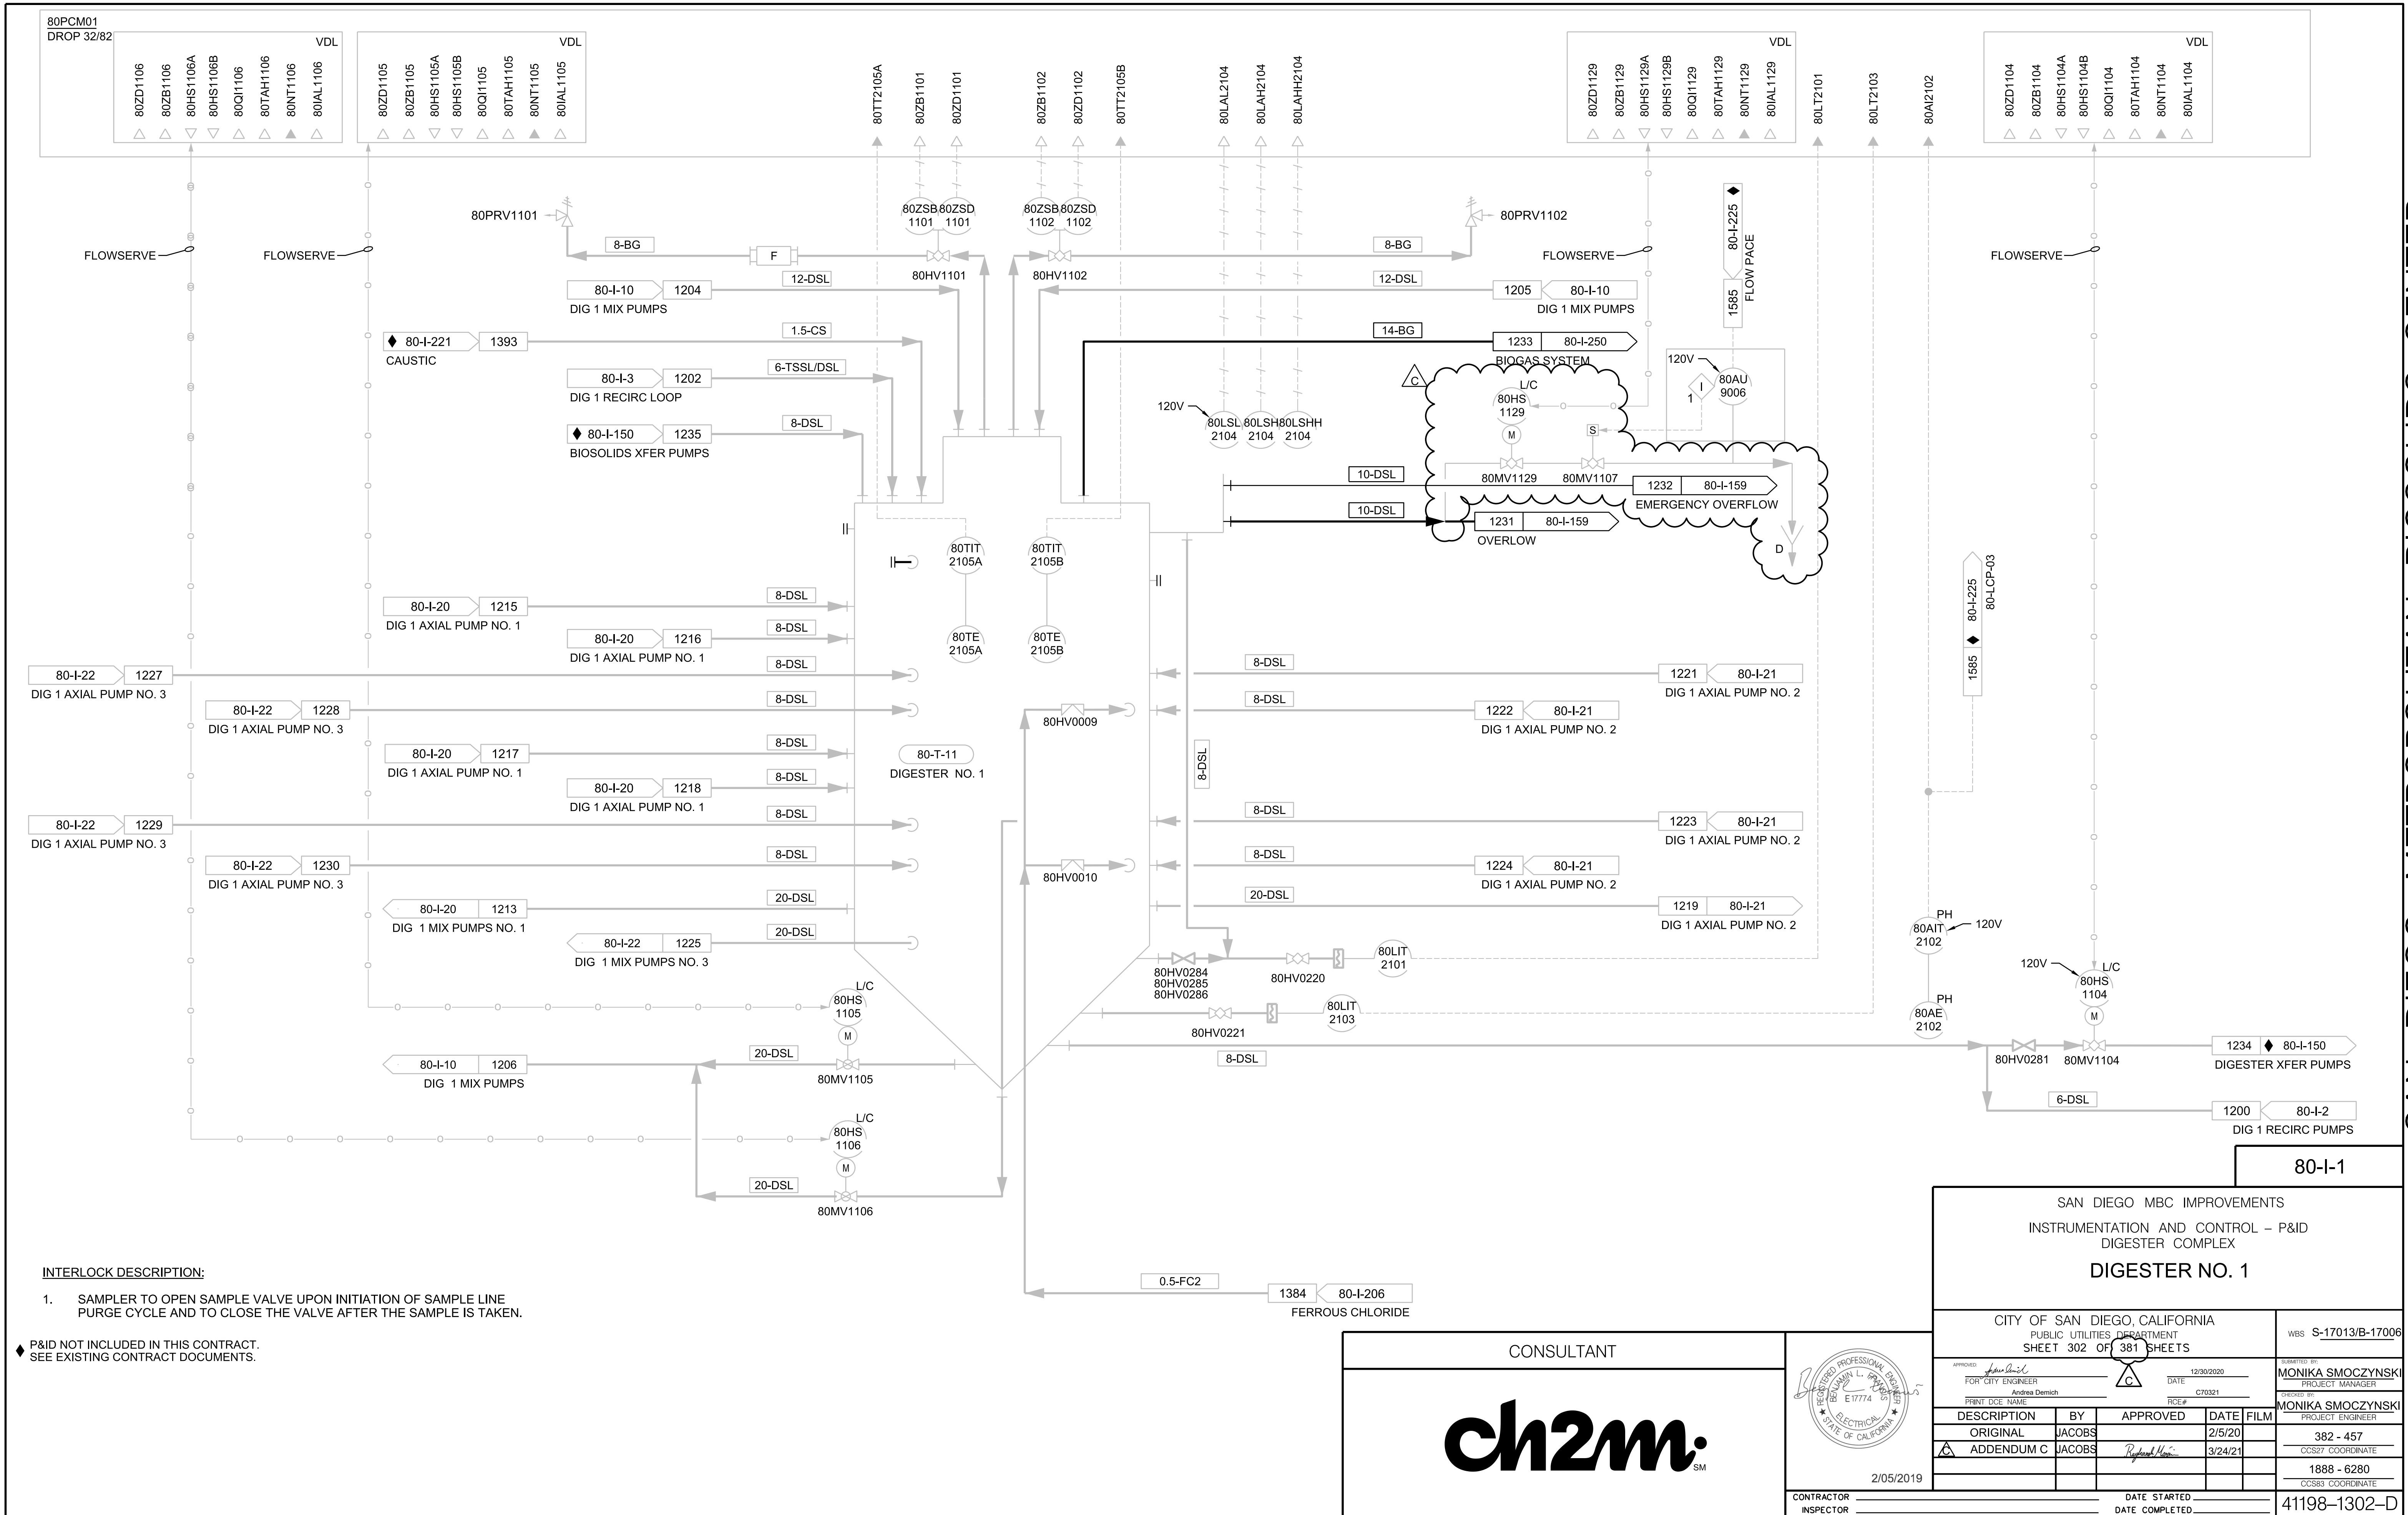 80PCM01
DROP 32/82
VDL
80ZD1106
80ZB1106
80HS1106A
80HS1106B
80QI1106
80TAH1106
80NT1106
80IAL1106
VDL
80ZD1105
80ZB1105
80HS1105A
80HS1105B
80QI1105
80TAH1105
80NT1105
80IAL1105
80TT2105A
80ZB1101
80ZD1101
80ZB1102
80ZD1102
80TT2105B
80LAL2104
80LAH2104
80LAHH2104
VDL
80ZD1129
80ZB1129
80HS1129A
80HS1129B
80QI1129
80TAH1129
80NT1129
80IAL1129
80LT2101
80LT2103
80AI2102
VDL
80ZD1104
80ZB1104
80HS1104A
80HS1104B
80QI1104
80TAH1104
80NT1104
80IAL1104
FLOWSERVE
FLOWSERVE
80PRV1101
8-BG
F
80ZSB
1101
80ZSD
1101
80HV1101
80ZSB
1102
80ZSD
1102
80HV1102
8-BG
80PRV1102
FLOWSERVE
80-I-225
1585
FLOW PACE
FLOWSERVE
80-I-10 1204
DIG 1 MIX PUMPS
12-DSL
12-DSL
1205 80-I-10
DIG 1 MIX PUMPS
80-I-221 1393
CAUSTIC
1.5-CS
14-BG
1233 80-I-250
BIOGAS SYSTEM
80-I-3 1202
DIG 1 RECIRC LOOP
6-TSSL/DSL
80-I-150 1235
BIOSOLIDS XFER PUMPS
8-DSL
120V
80LSL
2104
80LSH
2104
80LSHH
2104
C
L/C
80HS
1129
M
80MV1129
S
80MV1107
120V
I
1
80AU
9006
10-DSL
1232 80-I-159
EMERGENCY OVERFLOW
10-DSL
1231 80-I-159
OVERLOW
D
80TIT
2105A
80TIT
2105B
80TE
2105A
80TE
2105B
80-I-20 1215
DIG 1 AXIAL PUMP NO. 1
8-DSL
80-I-20 1216
DIG 1 AXIAL PUMP NO. 1
8-DSL
80-I-22 1227
DIG 1 AXIAL PUMP NO. 3
8-DSL
80-I-22 1228
DIG 1 AXIAL PUMP NO. 3
8-DSL
80-I-20 1217
DIG 1 AXIAL PUMP NO. 1
8-DSL
80-I-20 1218
DIG 1 AXIAL PUMP NO. 1
8-DSL
80-I-22 1229
DIG 1 AXIAL PUMP NO. 3
8-DSL
80-I-22 1230
DIG 1 AXIAL PUMP NO. 3
8-DSL
80-I-20 1213
DIG 1 MIX PUMPS NO. 1
20-DSL
80-I-22 1225
DIG 1 MIX PUMPS NO. 3
20-DSL
80HV0009
80-T-11
DIGESTER NO. 1
80HV0010
8-DSL
8-DSL
1221 80-I-21
DIG 1 AXIAL PUMP NO. 2
8-DSL
1222 80-I-21
DIG 1 AXIAL PUMP NO. 2
8-DSL
1223 80-I-21
DIG 1 AXIAL PUMP NO. 2
8-DSL
1224 80-I-21
DIG 1 AXIAL PUMP NO. 2
20-DSL
1219 80-I-21
DIG 1 AXIAL PUMP NO. 2
1585 80-I-225
80-LCP-03
80HV0284
80HV0285
80HV0286
80HV0220
80LIT
2101
80HV0221
80LIT
2103
PH
80AIT
2102
120V
PH
80AE
2102
120V
L/C
80HS
1104
M
80HV0281
80MV1104
1234 80-I-150
DIGESTER XFER PUMPS
8-DSL
6-DSL
1200 80-I-2
DIG 1 RECIRC PUMPS
L/C
80HS
1105
M
80MV1105
20-DSL
80-I-10 1206
DIG 1 MIX PUMPS
L/C
80HS
1106
M
80MV1106
20-DSL
0.5-FC2
1384 80-I-206
FERROUS CHLORIDE
INTERLOCK DESCRIPTION:
1. SAMPLER TO OPEN SAMPLE VALVE UPON INITIATION OF SAMPLE LINE
PURGE CYCLE AND TO CLOSE THE VALVE AFTER THE SAMPLE IS TAKEN.
P&ID NOT INCLUDED IN THIS CONTRACT.
SEE EXISTING CONTRACT DOCUMENTS.
80-I-1
SAN DIEGO MBC IMPROVEMENTS
INSTRUMENTATION AND CONTROL – P&ID
DIGESTER COMPLEX
DIGESTER NO. 1
CONSULTANT
ch2m:
SM
REGISTERED PROFESSIONAL ENGINEER
BENJAMIN L.
E 17774
ELECTRICAL
STATE OF CALIFORNIA
2/05/2019
CITY OF SAN DIEGO, CALIFORNIA
PUBLIC UTILITIES DEPARTMENT
SHEET 302 OF 381 SHEETS
C
WBS S-17013/B-17006
APPROVED:
12/30/2020
FOR CITY ENGINEER DATE
Andrea Demich C70321
PRINT DCE NAME RCE#
SUBMITTED BY:
MONIKA SMOCZYNSKI
PROJECT MANAGER
CHECKED BY:
MONIKA SMOCZYNSKI
PROJECT ENGINEER
DESCRIPTION BY APPROVED DATE FILM
ORIGINAL JACOBS 2/5/20
C ADDENDUM C JACOBS 3/24/21
382 - 457
CCS27 COORDINATE
1888 - 6280
CCS83 COORDINATE
CONTRACTOR DATE STARTED
INSPECTOR DATE COMPLETED
41198–1302–D